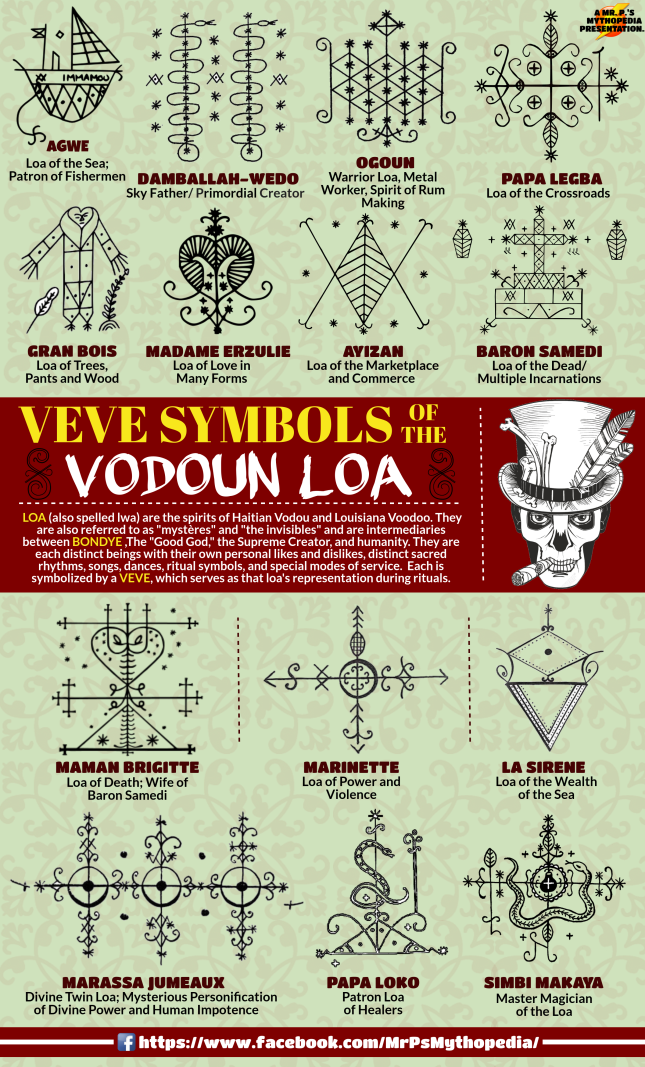 A MR. P.'S
MYTHOPEDIA
PRESENTATION.
IMMAMOU
AGWE
Loa of the Sea;
Patron of Fishermen
DAMBALLAH-WEDO
Sky Father/ Primordial Creator
OGOUN
Warrior Loa, Metal
Worker, Spirit of Rum
Making
PAPA LEGBA
Loa of the Crossroads
GRAN BOIS
Loa of Trees,
Pants and Wood
MADAME ERZULIE
Loa of Love in
Many Forms
AYIZAN
Loa of the Marketplace
and Commerce
BARON SAMEDI
Loa of the Dead/
Multiple Incarnations
VEVE SYMBOLS OF THE
VODOUN LOA
LOA (also spelled lwa) are the spirits of Haitian Vodou and Louisiana Voodoo. They
are also referred to as "mystères" and "the invisibles" and are intermediaries
between BONDYE ,The "Good God," the Supreme Creator, and humanity. They are
each distinct beings with their own personal likes and dislikes, distinct sacred
rhythms, songs, dances, ritual symbols, and special modes of service. Each is
symbolized by a VEVE, which serves as that loa's representation during rituals.
MAMAN BRIGITTE
Loa of Death; Wife of
Baron Samedi
MARINETTE
Loa of Power and
Violence
LA SIRENE
Loa of the Wealth
of the Sea
MARASSA JUMEAUX
Divine Twin Loa; Mysterious Personification
of Divine Power and Human Impotence
PAPA LOKO
Patron Loa
of Healers
SIMBI MAKAYA
Master Magician
of the Loa
f https://www.facebook.com/MrPsMythopedia/